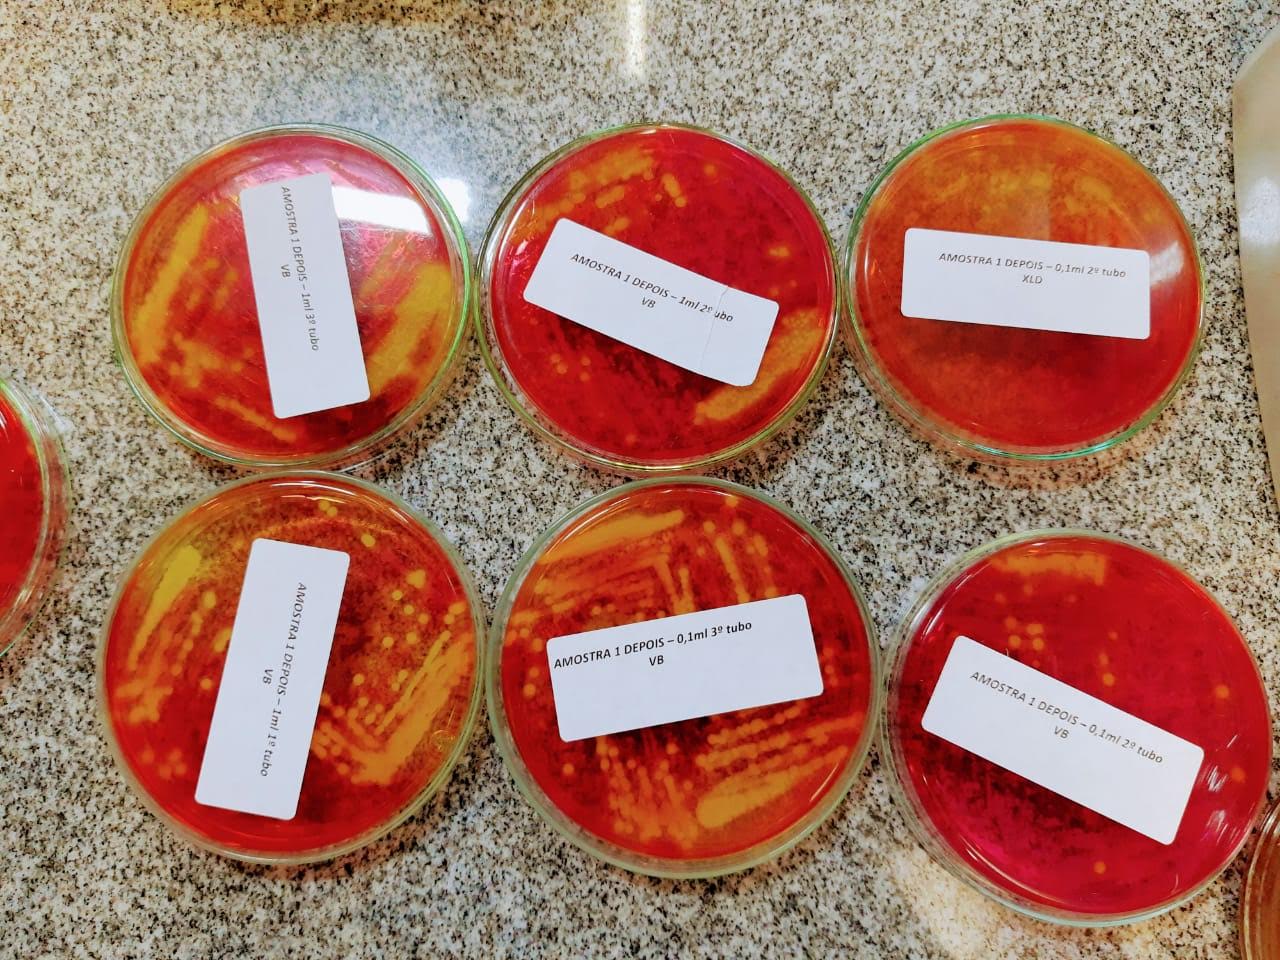 AMOSTRA 1 DEPOIS – 1ml 3º tubo
VB
AMOSTRA 1 DEPOIS – 1ml 2º tubo
VB
AMOSTRA 1 DEPOIS – 0,1ml 2º tubo
XLD
AMOSTRA 1 DEPOIS – 1ml 1º tubo
VB
AMOSTRA 1 DEPOIS – 0,1ml 3º tubo
VB
AMOSTRA 1 DEPOIS – 0,1ml 2º tubo
VB